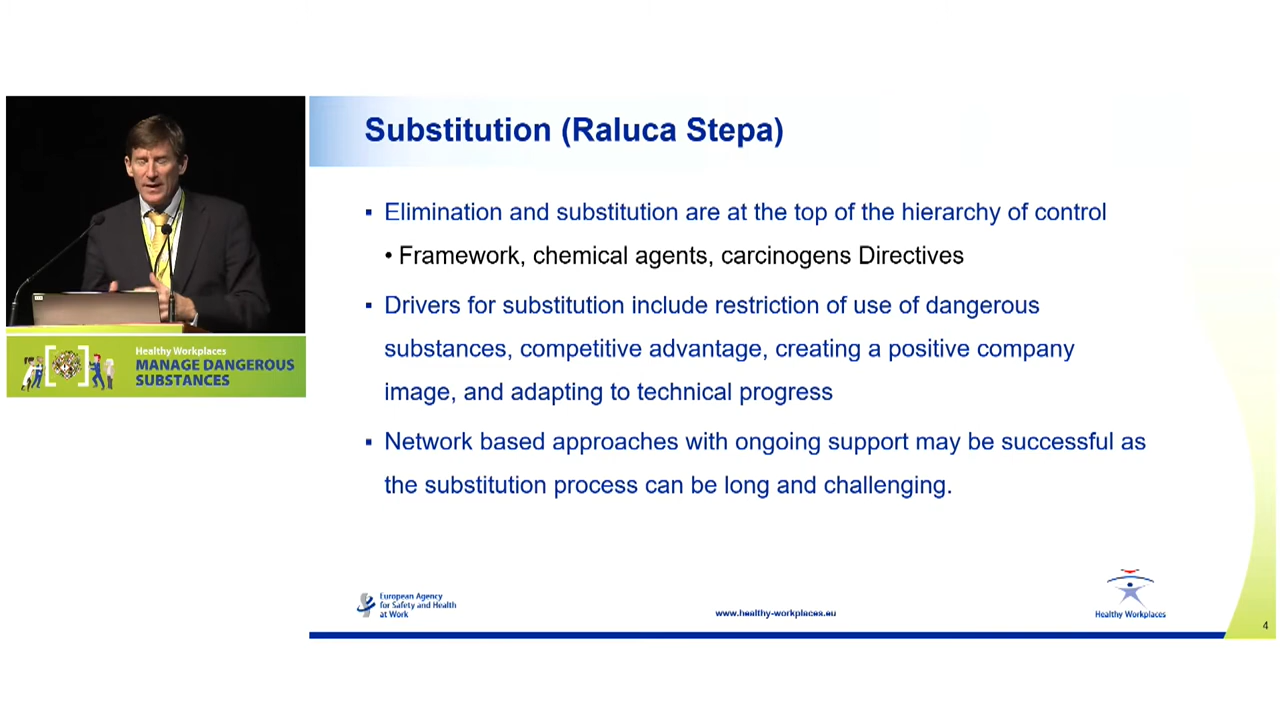 Substitution (Raluca Stepa)
▪ Elimination and substitution are at the top of the hierarchy of control
• Framework, chemical agents, carcinogens Directives
▪ Drivers for substitution include restriction of use of dangerous
substances, competitive advantage, creating a positive company
image, and adapting to technical progress
▪ Network based approaches with ongoing support may be successful as
the substitution process can be long and challenging.
Healthy Workplaces
MANAGE DANGEROUS
SUBSTANCES
European Agency
for Safety and Health
at Work
www.healthy-workplaces.eu
Healthy Workplaces
4